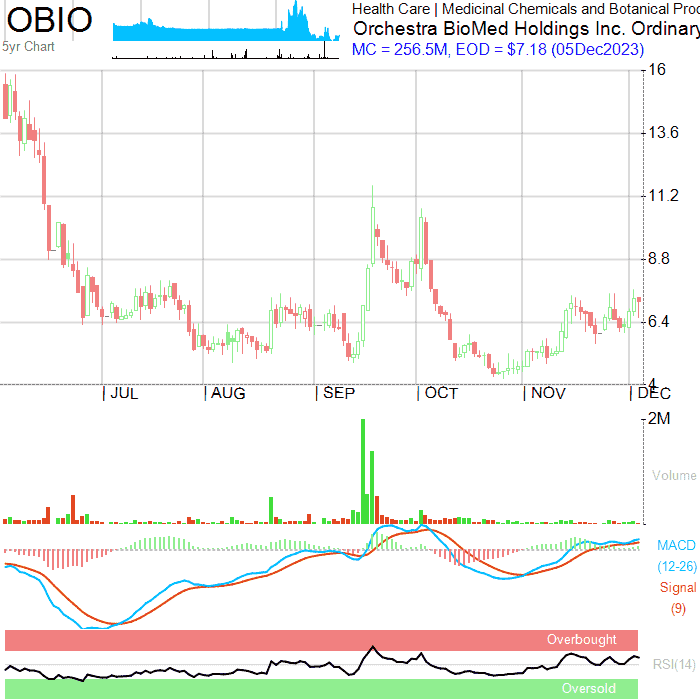 OBIO
5yr Chart
Health Care | Medicinal Chemicals and Botanical Prod
Orchestra BioMed Holdings Inc. Ordinary
MC = 256.5M, EOD = $7.18 (05Dec2023)
16
13.6
11.2
8.8
6.4
4
| JUL | AUG | SEP | OCT | NOV | DEC
2M
Volume
MACD
(12-26)
Signal
(9)
Overbought
RSI(14)
Oversold